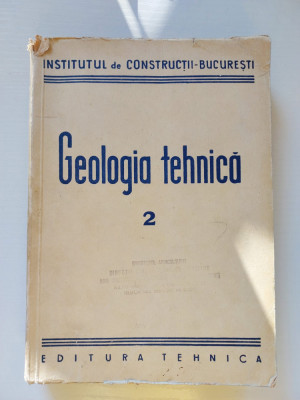 INSTITUTUL de CONSTRUCȚII-BUCUREȘTI
Geologia tehnică
2
EDITURA TEHNICA